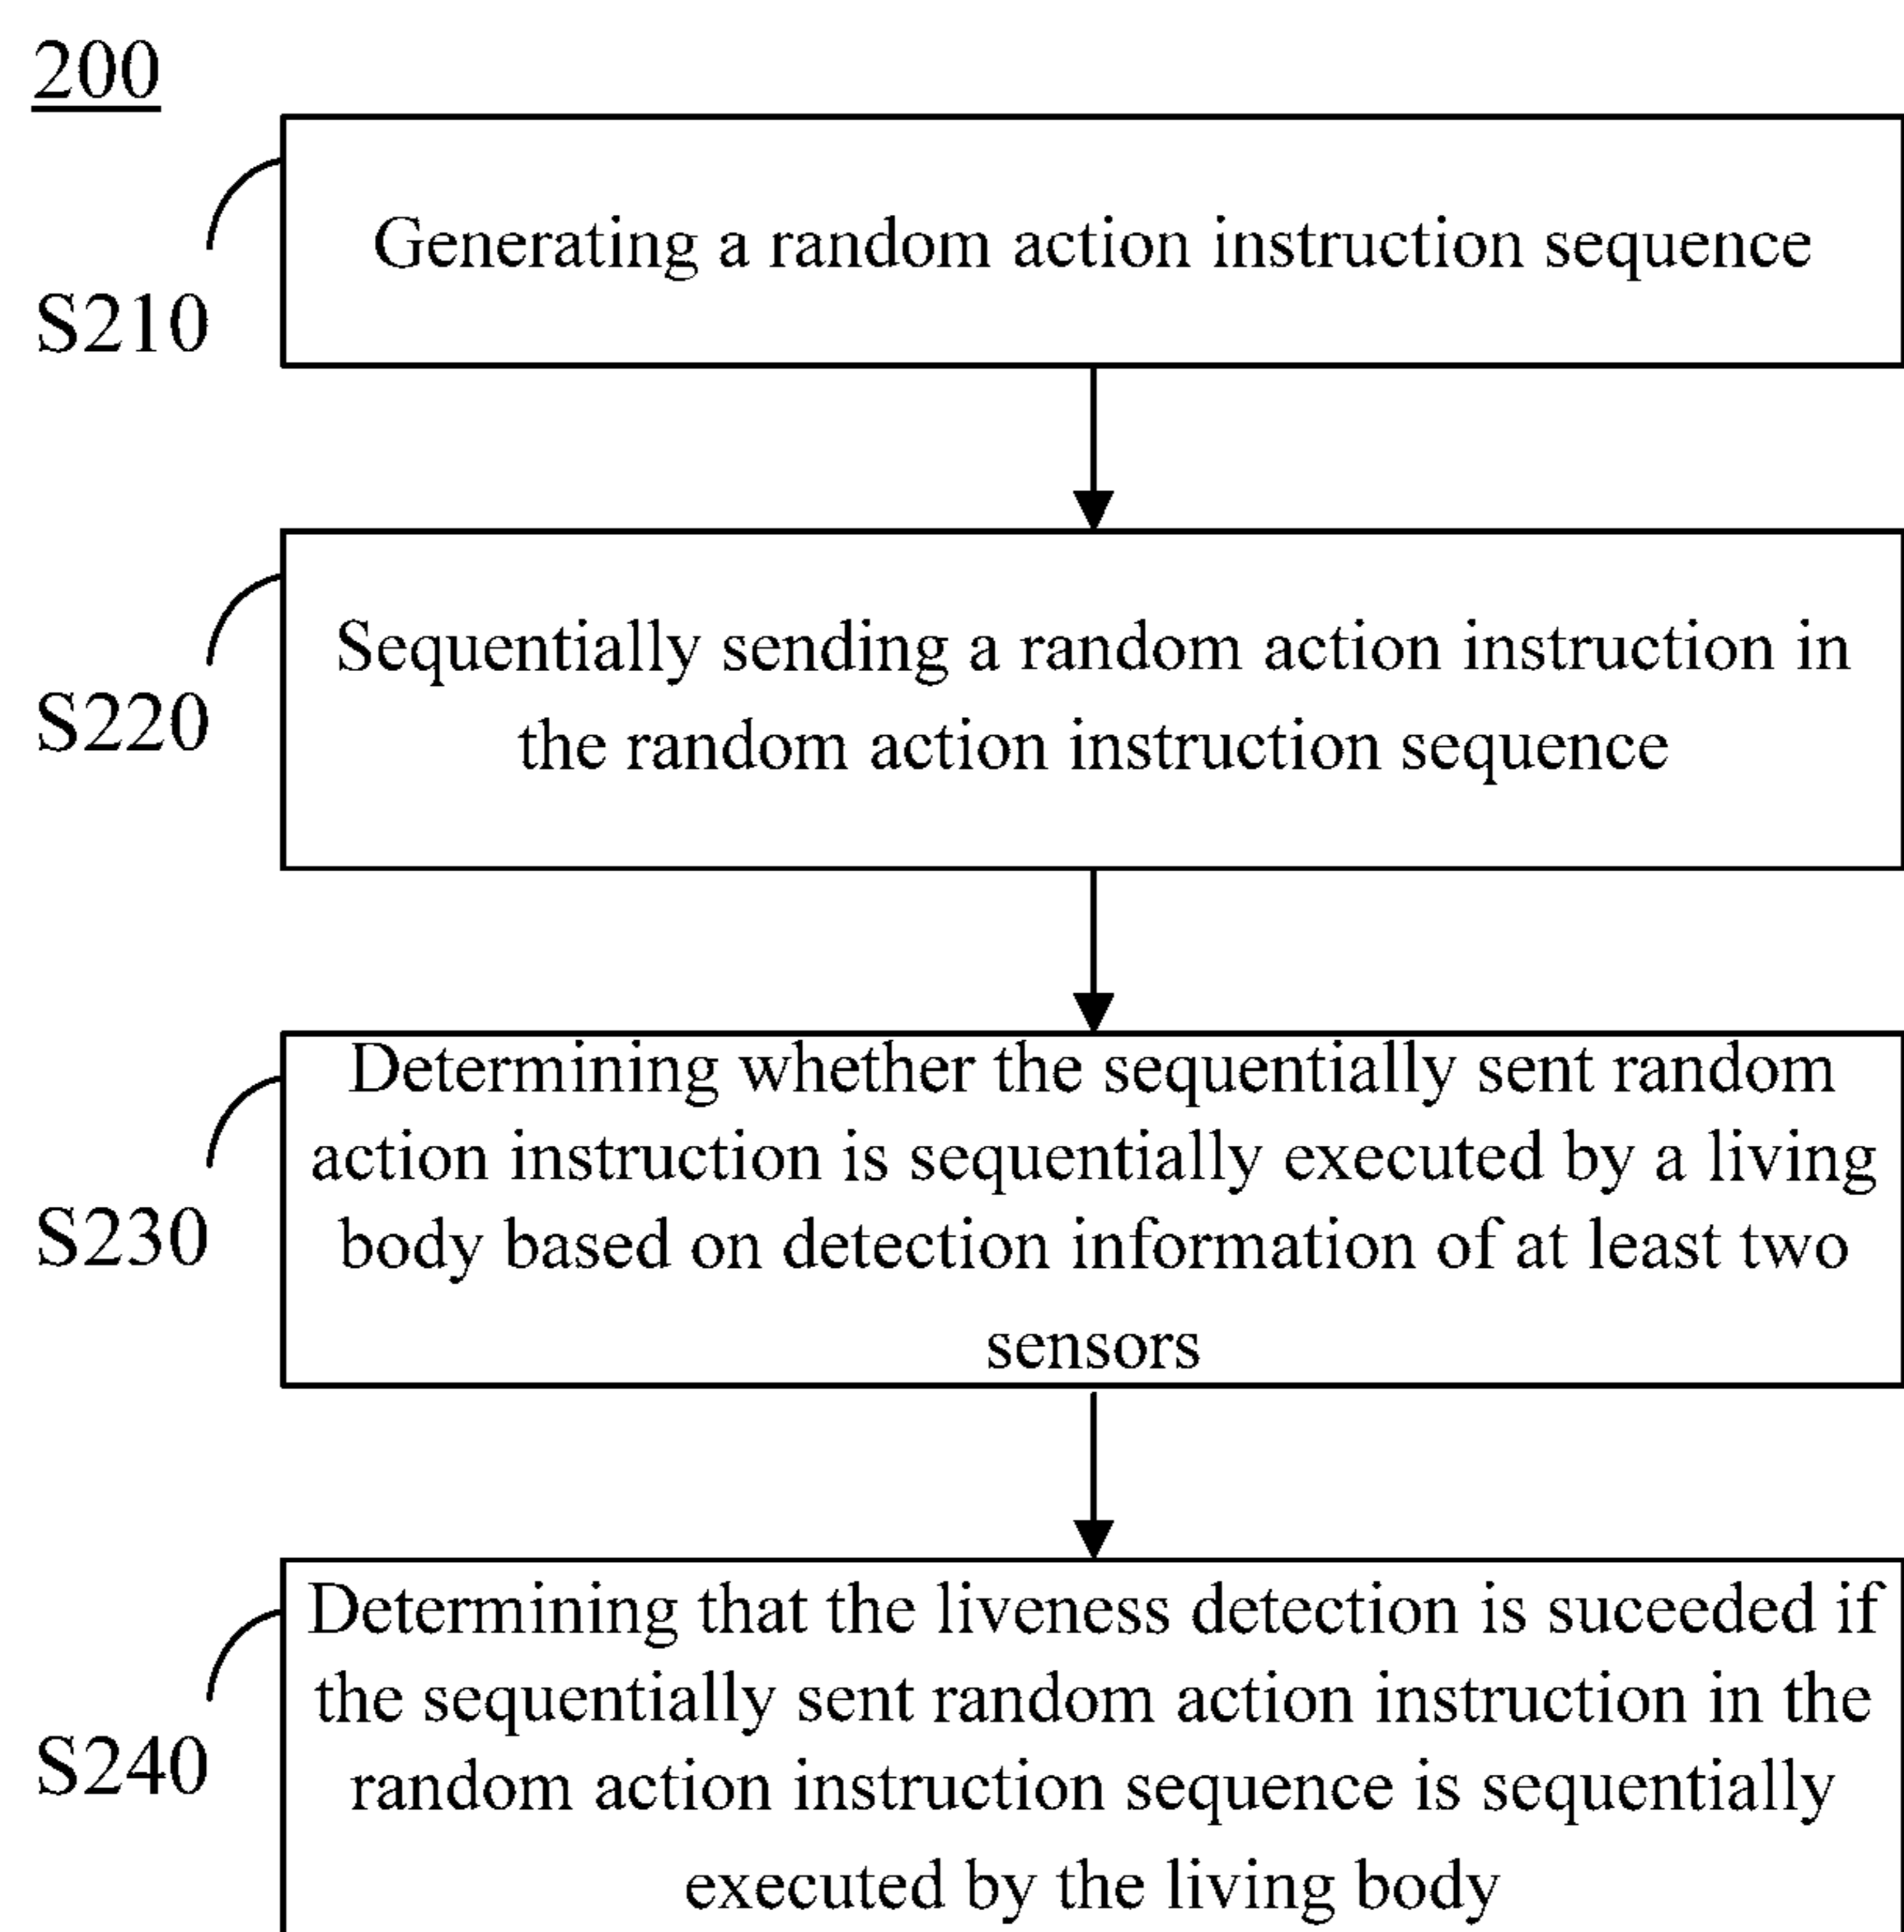 200
Generating a random action instruction sequence
S210
Sequentially sending a random action instruction in
the random action instruction sequence
S220
Determining whether the sequentially sent random
action instruction is sequentially executed by a living
body based on detection information of at least two
sensors
S230
Determining that the liveness detection is suceeded if
the sequentially sent random action instruction in the
random action instruction sequence is sequentially
executed by the living body
S240